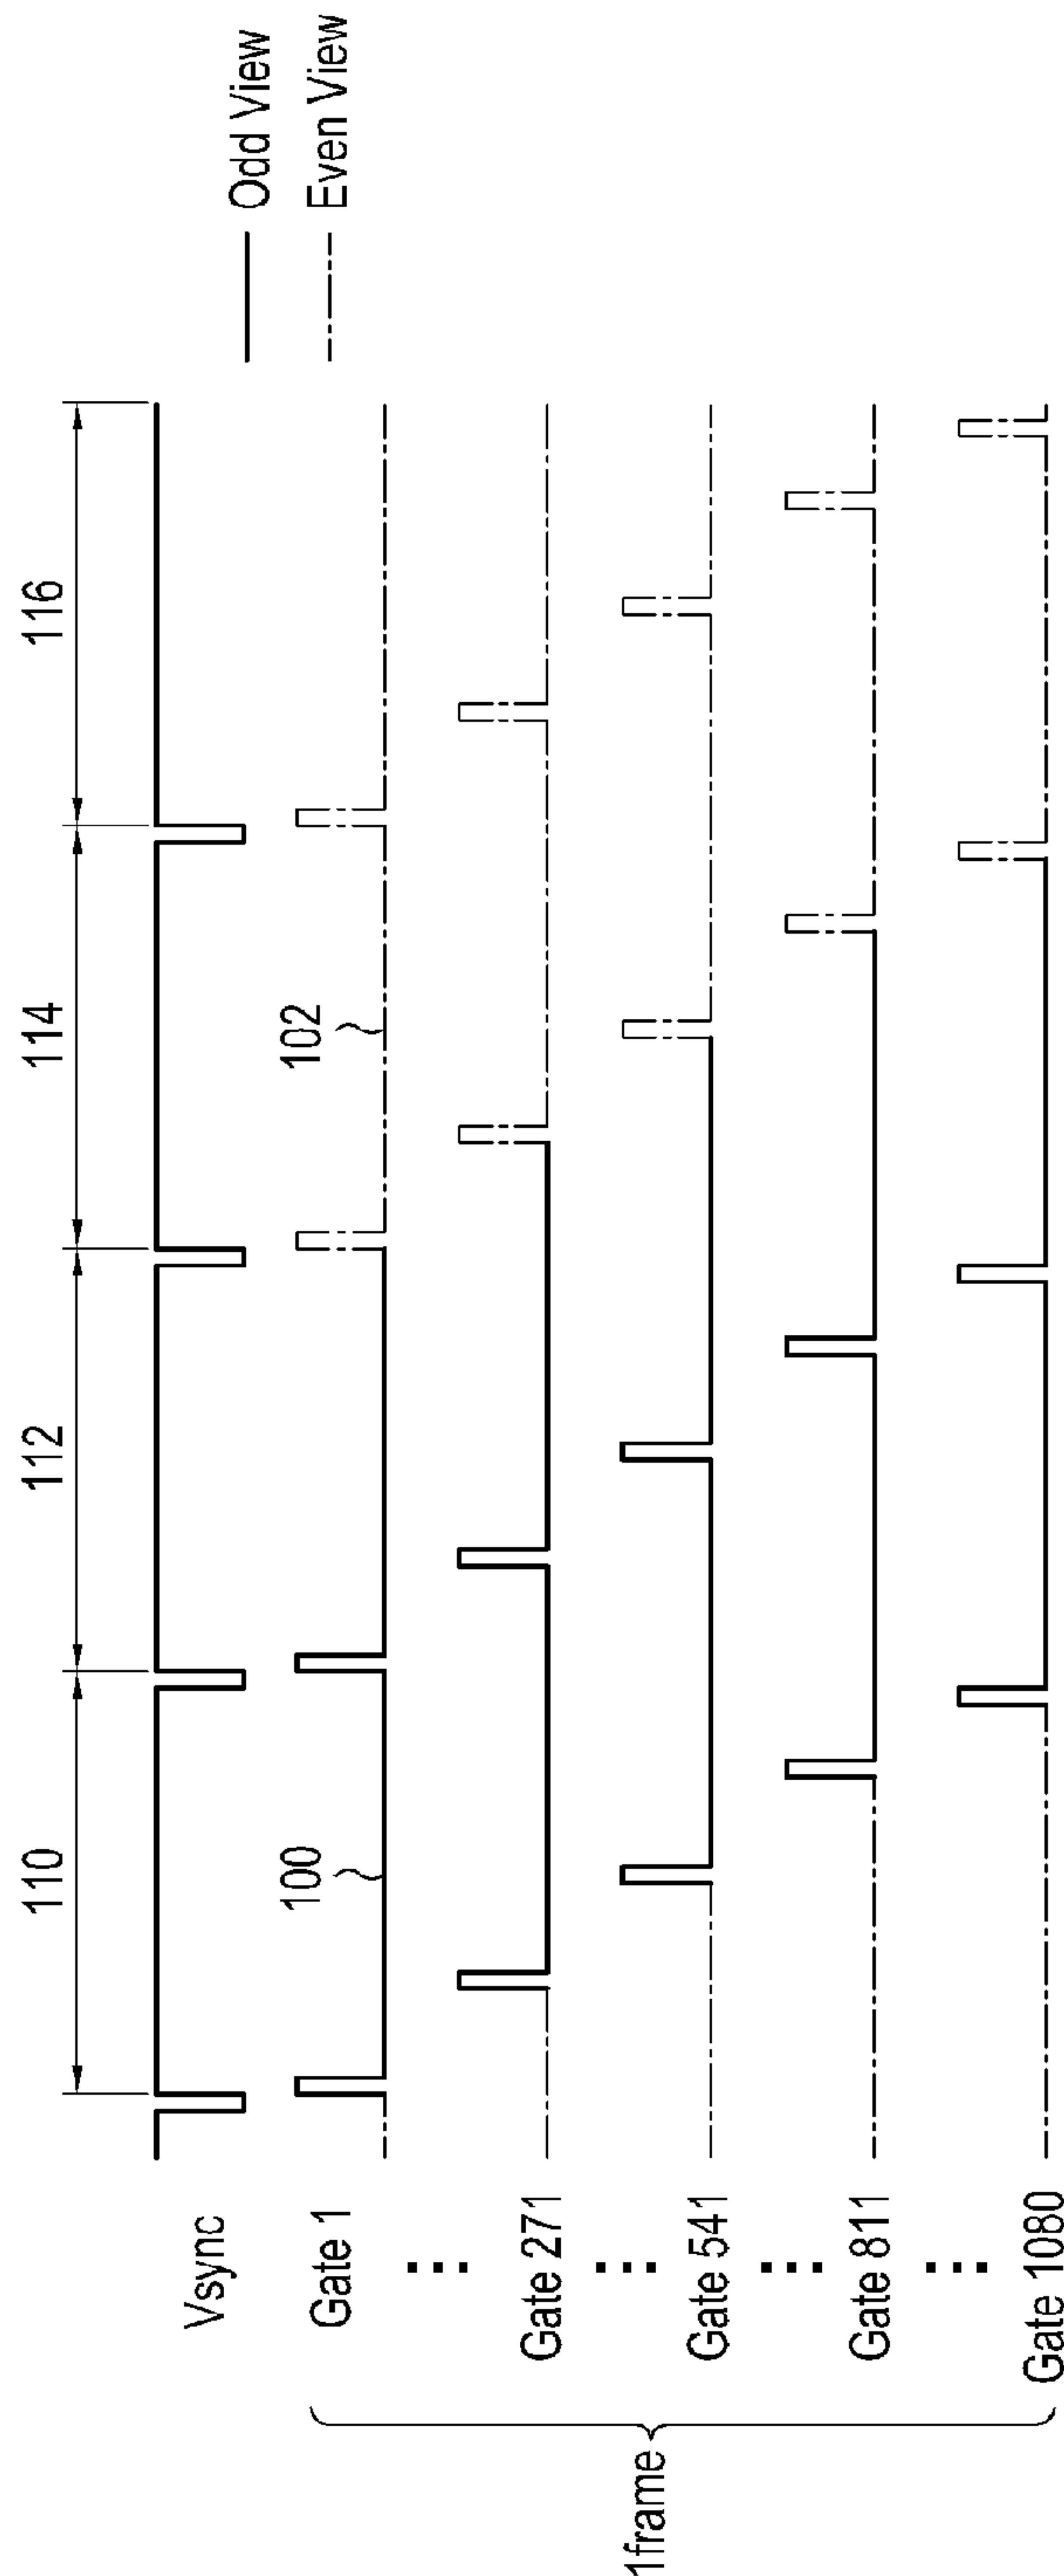 110
112
114
116
Odd View
Even View
Vsync
Gate 1
100
102
Gate 271
Gate 541
Gate 811
Gate 1080
1frame